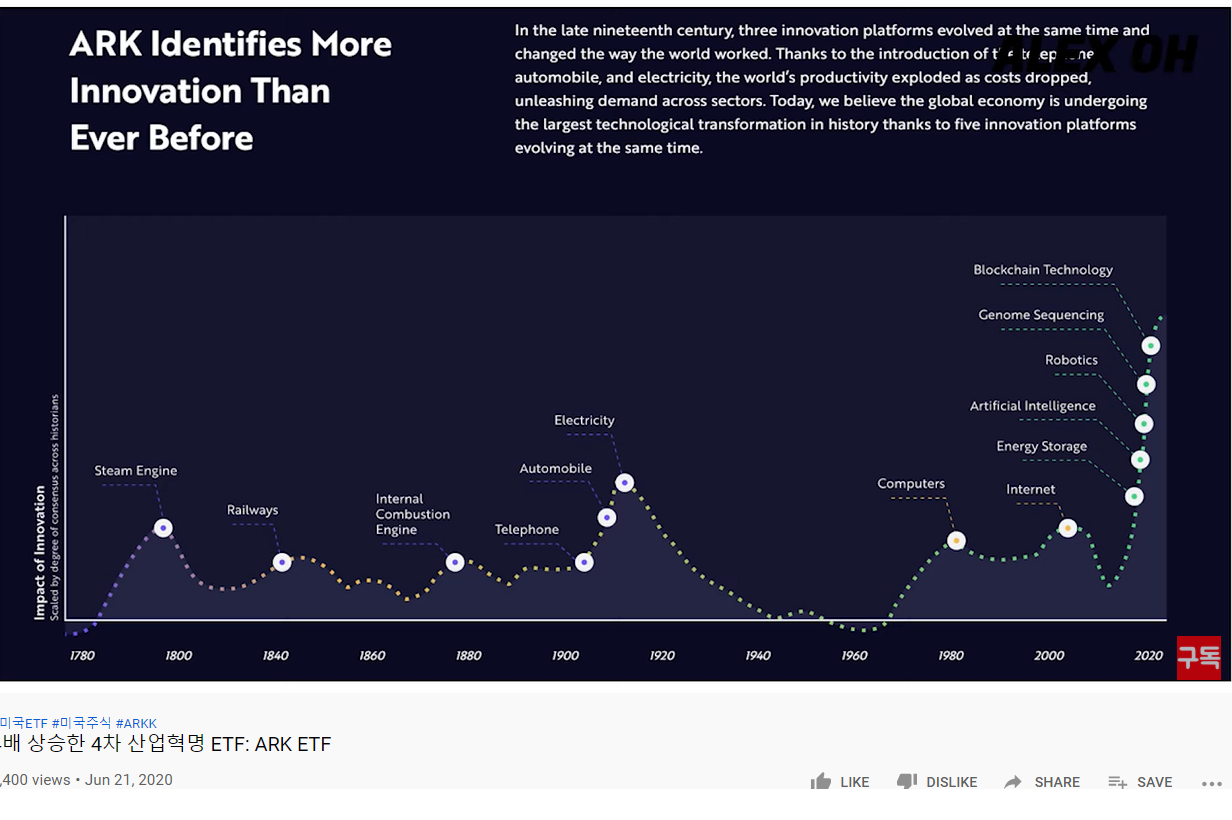 ARK Identifies More
Innovation Than
Ever Before
In the late nineteenth century, three innovation platforms evolved at the same time and
changed the way the world worked. Thanks to the introduction of the telephone,
automobile, and electricity, the world's productivity exploded as costs dropped,
unleashing demand across sectors. Today, we believe the global economy is undergoing
the largest technological transformation in history thanks to five innovation platforms
evolving at the same time.
ALEX OH
Blockchain Technology
Genome Sequencing
Robotics
Artificial Intelligence
Energy Storage
Internet
Computers
Electricity
Automobile
Telephone
Internal
Combustion
Engine
Railways
Steam Engine
Impact of Innovation
Scaled by degree of consensus across historians
1780 1800 1840 1860 1880 1900 1920 1940 1960 1980 2000 2020
구독
미국ETF #미국주식 #ARKK
배 상승한 4차 산업혁명 ETF: ARK ETF
,400 views • Jun 21, 2020
LIKE DISLIKE SHARE SAVE